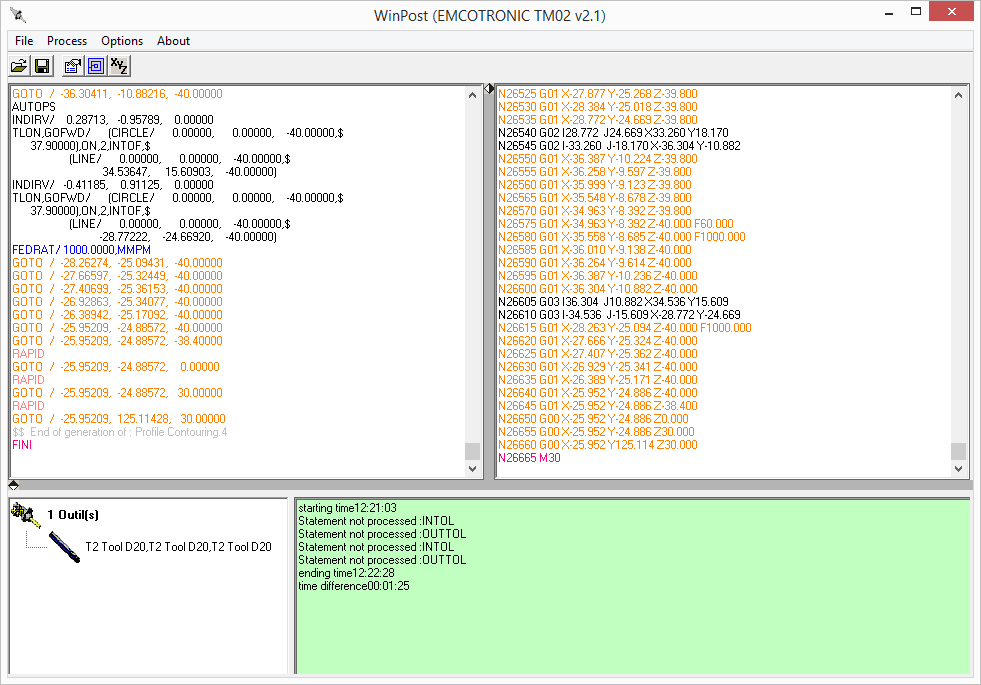 WinPost (EMCOTRONIC TM02 v2.1)
File Process Options About
GOTO / -36.30411, -10.88216, -40.00000
AUTOPS
INDIRV/ 0.28713, -0.95789, 0.00000
TLON,GOFWD/ (CIRCLE/ 0.00000, 0.00000, -40.00000,$
37.90000),ON,2,INTOF,$
(LINE/ 0.00000, 0.00000, -40.00000,$
34.53647, 15.60903, -40.00000)
INDIRV/ -0.41185, 0.91125, 0.00000
TLON,GOFWD/ (CIRCLE/ 0.00000, 0.00000, -40.00000,$
37.90000),ON,2,INTOF,$
(LINE/ 0.00000, 0.00000, -40.00000,$
-28.77222, -24.66920, -40.00000)
FEDRAT/ 1000.0000,MMPM
GOTO / -28.26274, -25.09431, -40.00000
GOTO / -27.66597, -25.32449, -40.00000
GOTO / -27.40699, -25.36153, -40.00000
GOTO / -26.92863, -25.34077, -40.00000
GOTO / -26.38942, -25.17092, -40.00000
GOTO / -25.95209, -24.88572, -40.00000
GOTO / -25.95209, -24.88572, -38.40000
RAPID
GOTO / -25.95209, -24.88572, 0.00000
RAPID
GOTO / -25.95209, -24.88572, 30.00000
RAPID
GOTO / -25.95209, 125.11428, 30.00000
$$ End of generation of : Profile Contouring.4
FINI
N26525 G01 X-27.877 Y-25.268 Z-39.800
N26530 G01 X-28.384 Y-25.018 Z-39.800
N26535 G01 X-28.772 Y-24.669 Z-39.800
N26540 G02 I28.772 J24.669 X33.260 Y18.170
N26545 G02 I-33.260 J-18.170 X-36.304 Y-10.882
N26550 G01 X-36.387 Y-10.224 Z-39.800
N26555 G01 X-36.258 Y-9.597 Z-39.800
N26560 G01 X-35.999 Y-9.123 Z-39.800
N26565 G01 X-35.548 Y-8.678 Z-39.800
N26570 G01 X-34.963 Y-8.392 Z-39.800
N26575 G01 X-34.963 Y-8.392 Z-40.000 F60.000
N26580 G01 X-35.558 Y-8.685 Z-40.000 F1000.000
N26585 G01 X-36.010 Y-9.138 Z-40.000
N26590 G01 X-36.264 Y-9.614 Z-40.000
N26595 G01 X-36.387 Y-10.236 Z-40.000
N26600 G01 X-36.304 Y-10.882 Z-40.000
N26605 G03 I36.304 J10.882 X34.536 Y15.609
N26610 G03 I-34.536 J-15.609 X-28.772 Y-24.669
N26615 G01 X-28.263 Y-25.094 Z-40.000 F1000.000
N26620 G01 X-27.666 Y-25.324 Z-40.000
N26625 G01 X-27.407 Y-25.362 Z-40.000
N26630 G01 X-26.929 Y-25.341 Z-40.000
N26635 G01 X-26.389 Y-25.171 Z-40.000
N26640 G01 X-25.952 Y-24.886 Z-40.000
N26645 G01 X-25.952 Y-24.886 Z-38.400
N26650 G00 X-25.952 Y-24.886 Z0.000
N26655 G00 X-25.952 Y-24.886 Z30.000
N26660 G00 X-25.952 Y125.114 Z30.000
N26665 M30
1 Outil(s)
T2 Tool D20,T2 Tool D20,T2 Tool D20
starting time12:21:03
Statement not processed :INTOL
Statement not processed :OUTTOL
Statement not processed :INTOL
Statement not processed :OUTTOL
ending time12:22:28
time difference00:01:25